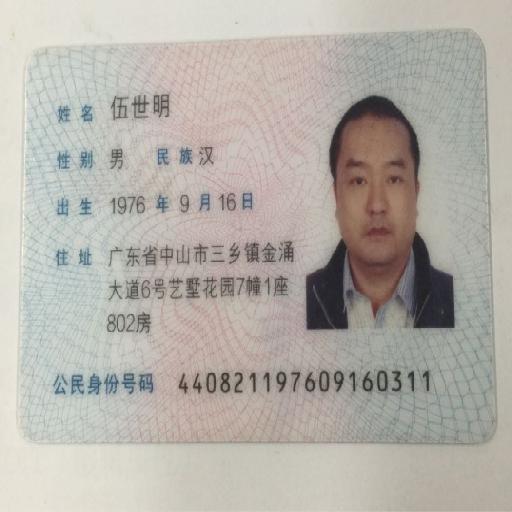 姓名 伍世明
性别 男 民族 汉
出生 1976 年 9 月 16 日
住址 广东省中山市三乡镇金涌
大道6号艺墅花园7幢1座
802房
公民身份号码 440821197609160311